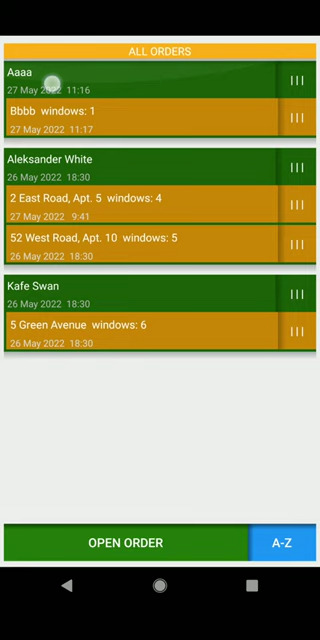 ALL ORDERS
Aaaa
27 May 2022 11:16
Bbbb windows: 1
27 May 2022 11:17
Aleksander White
26 May 2022 18:30
2 East Road, Apt. 5 windows: 4
27 May 2022 9:41
52 West Road, Apt. 10 windows: 5
26 May 2022 18:30
Kafe Swan
26 May 2022 18:30
5 Green Avenue windows: 6
26 May 2022 18:30
OPEN ORDER
A-Z